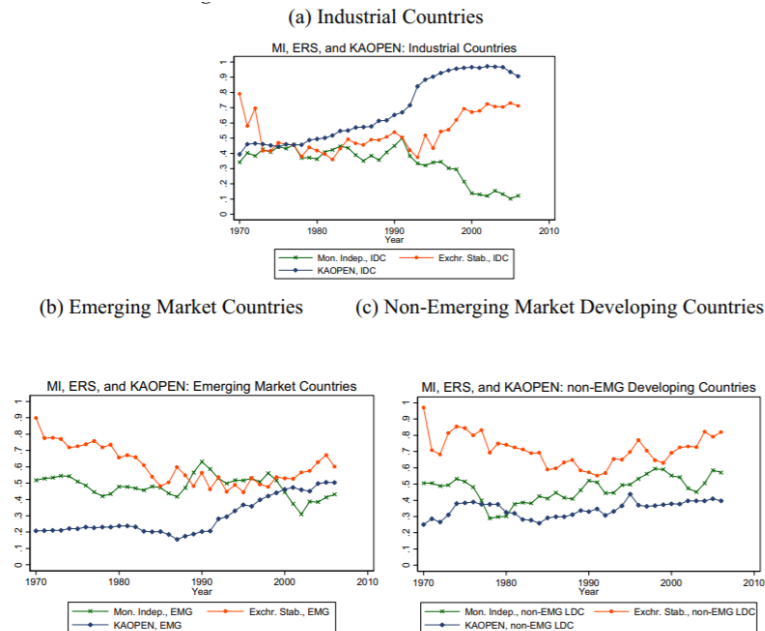 (a) Industrial Countries
MI, ERS, and KAOPEN: Industrial Countries
0 .1 .2 .3 .4 .5 .6 .7 .8 .9 1
1970 1980 1990 2000 2010
Year
Mon. Indep., IDC Exchr. Stab., IDC
KAOPEN, IDC
(b) Emerging Market Countries (c) Non-Emerging Market Developing Countries
MI, ERS, and KAOPEN: Emerging Market Countries
0 .1 .2 .3 .4 .5 .6 .7 .8 .9 1
1970 1980 1990 2000 2010
Year
Mon. Indep., EMG Exchr. Stab., EMG
KAOPEN, EMG
MI, ERS, and KAOPEN: non-EMG Developing Countries
0 .1 .2 .3 .4 .5 .6 .7 .8 .9 1
1970 1980 1990 2000 2010
Year
Mon. Indep., non-EMG LDC Exchr. Stab., non-EMG LDC
KAOPEN, non-EMG LDC